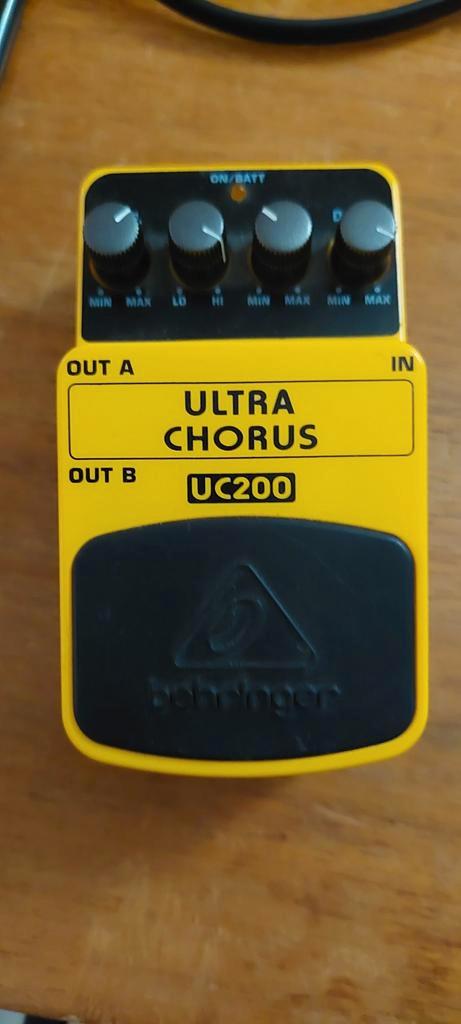 ON/BATT
MIN MAX LO HI MIN MAX MIN MAX
OUT A IN
ULTRA
CHORUS
OUT B
UC200
behringer